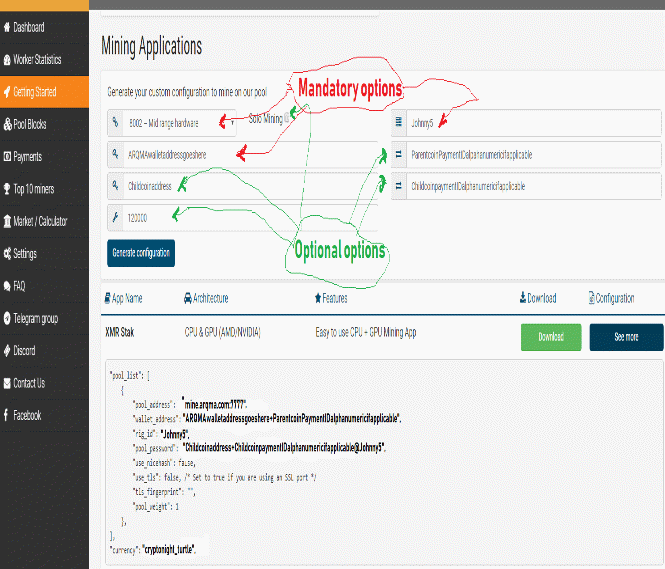 Dashboard
Worker Statistics
Getting Started
Pool Blocks
Payments
Top 10 miners
Market / Calculator
Settings
FAQ
Telegram group
Discord
Contact Us
Facebook
Mining Applications
Generate your custom configuration to mine on our pool
Mandatory options
8002 – Mid range hardware
Solo Mining
Johnny5
ARQMAwalletaddressgoeshere
ParentcoinPaymentIDalpahanumericifapplicable
Childcoinaddress
ChildcoinpaymentIDalphanumericifapplicable
120000
Optional options
Generate configuration
App Name Architecture Features Download Configuration
XMR Stak CPU & GPU (AMD/NVIDIA) Easy to use CPU + GPU Mining App Download See more
"pool_list": [
{
"pool_address": "mine.arqma.com:7777",
"wallet_address": "ARQMAwalletaddressgoeshere+ParentcoinPaymentIDalphanumericifapplicable",
"rig_id": "Johnny5",
"pool_password": "Childcoinaddress+ChildcoinpaymentIDalphanumericifapplicable@Johnny5",
"use_nicehash": false,
"use_tls": false, /* Set to true if you are using an SSL port */
"tls_fingerprint": "",
"pool_weight": 1
},
],
"currency": "cryptonight_turtle",